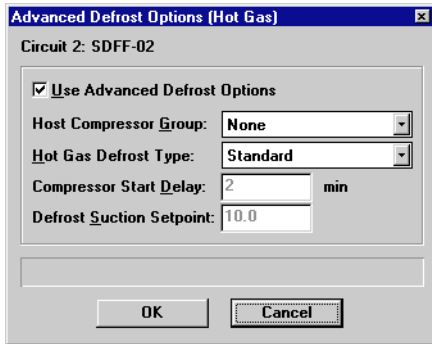 Advanced Defrost Options (Hot Gas)
Circuit 2: SDFF-02
Use Advanced Defrost Options
Host Compressor Group: None
Hot Gas Defrost Type: Standard
Compressor Start Delay: 2 min
Defrost Suction Setpoint: 10.0
OK Cancel